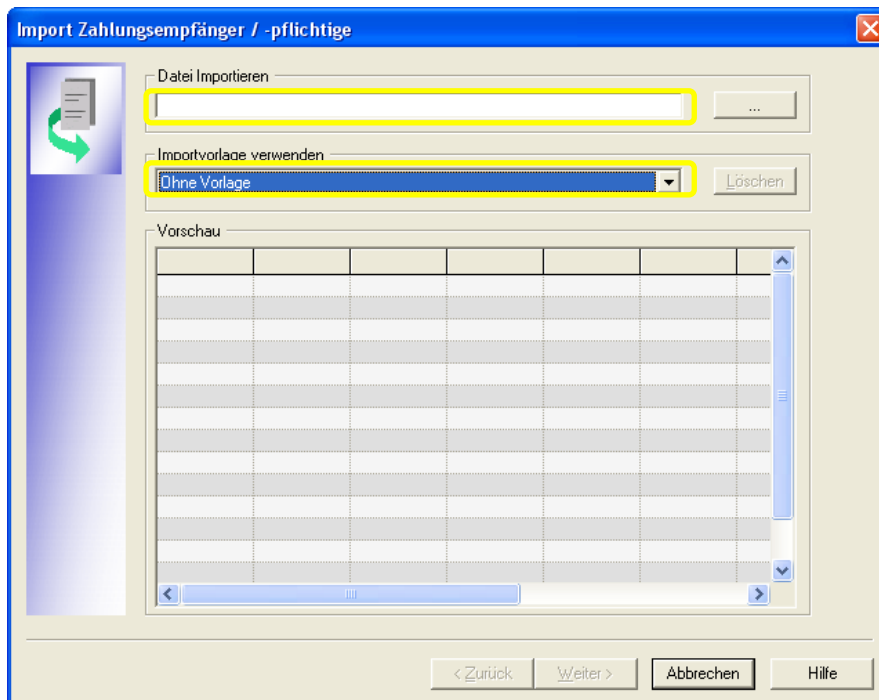 Import Zahlungsempfänger / -pflichtige
Datei Importieren
...
Importvorlage verwenden
Ohne Vorlage
Löschen
Vorschau
< Zurück
Weiter >
Abbrechen
Hilfe